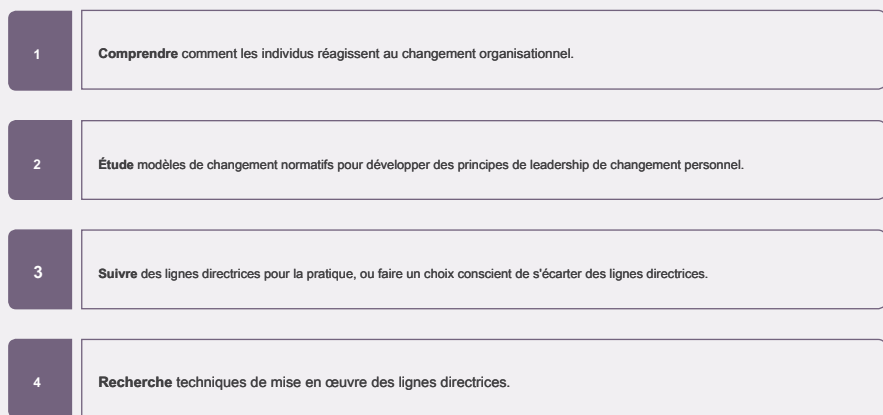 1
Comprendre comment les individus réagissent au changement organisationnel.
2
Étude modèles de changement normatifs pour développer des principes de leadership de changement personnel.
3
Suivre des lignes directrices pour la pratique, ou faire un choix conscient de s'écarter des lignes directrices.
4
Recherche techniques de mise en œuvre des lignes directrices.